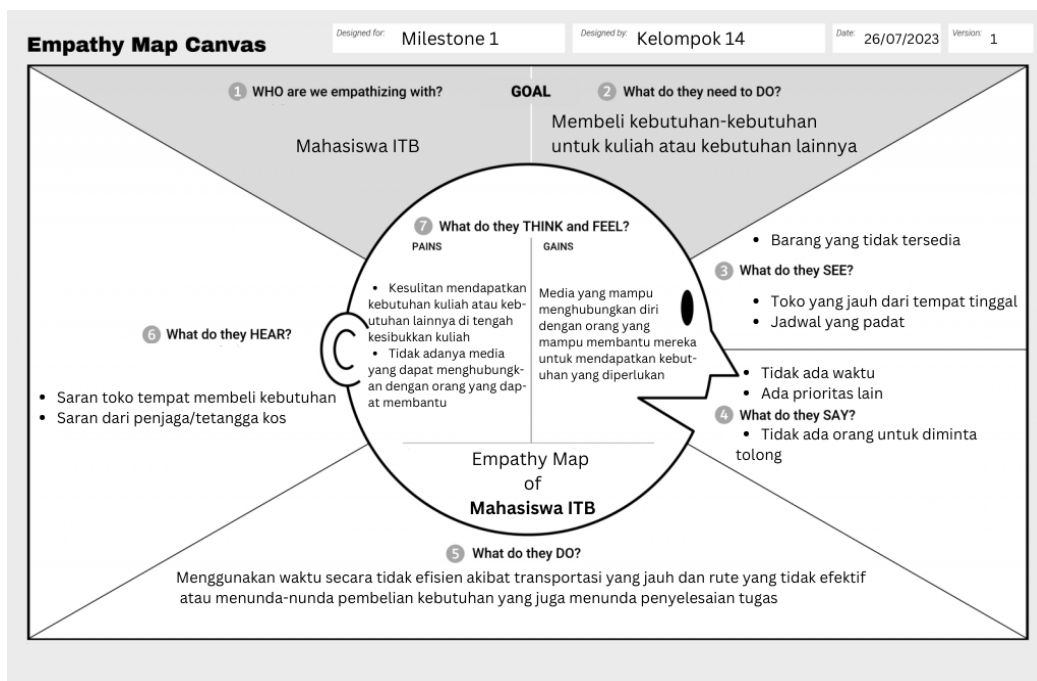 Empathy Map Canvas
Designed for:
Milestone 1
Designed by:
Kelompok 14
Date:
26/07/2023
Version:
1
1 WHO are we empathizing with?
GOAL
2 What do they need to DO?
Mahasiswa ITB
Membeli kebutuhan-kebutuhan
untuk kuliah atau kebutuhan lainnya
• Barang yang tidak tersedia
3 What do they SEE?
• Toko yang jauh dari tempat tinggal
• Jadwal yang padat
• Tidak ada waktu
• Ada prioritas lain
4 What do they SAY?
• Tidak ada orang untuk diminta
tolong
5 What do they DO?
Menggunakan waktu secara tidak efisien akibat transportasi yang jauh dan rute yang tidak efektif
atau menunda-nunda pembelian kebutuhan yang juga menunda penyelesaian tugas
6 What do they HEAR?
• Saran toko tempat membeli kebutuhan
• Saran dari penjaga/tetangga kos
7 What do they THINK and FEEL?
PAINS
• Kesulitan mendapatkan
kebutuhan kuliah atau keb-
utuhan lainnya di tengah
kesibukkan kuliah
• Tidak adanya media
yang dapat menghubungk-
an dengan orang yang dap-
at membantu
GAINS
Media yang mampu
menghubungkan diri
dengan orang yang
mampu membantu mereka
untuk mendapatkan kebut-
uhan yang diperlukan
Empathy Map
of
Mahasiswa ITB